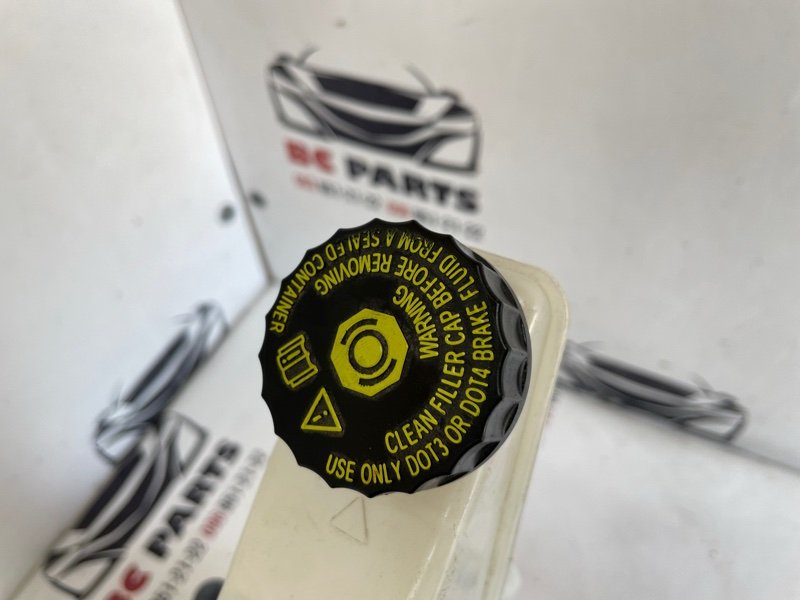 WARNING
CLEAN FILLER CAP BEFORE REMOVING
USE ONLY DOT3 OR DOT4 BRAKE FLUID FROM A SEALED CONTAINER
BC PARTS
BC PARTS